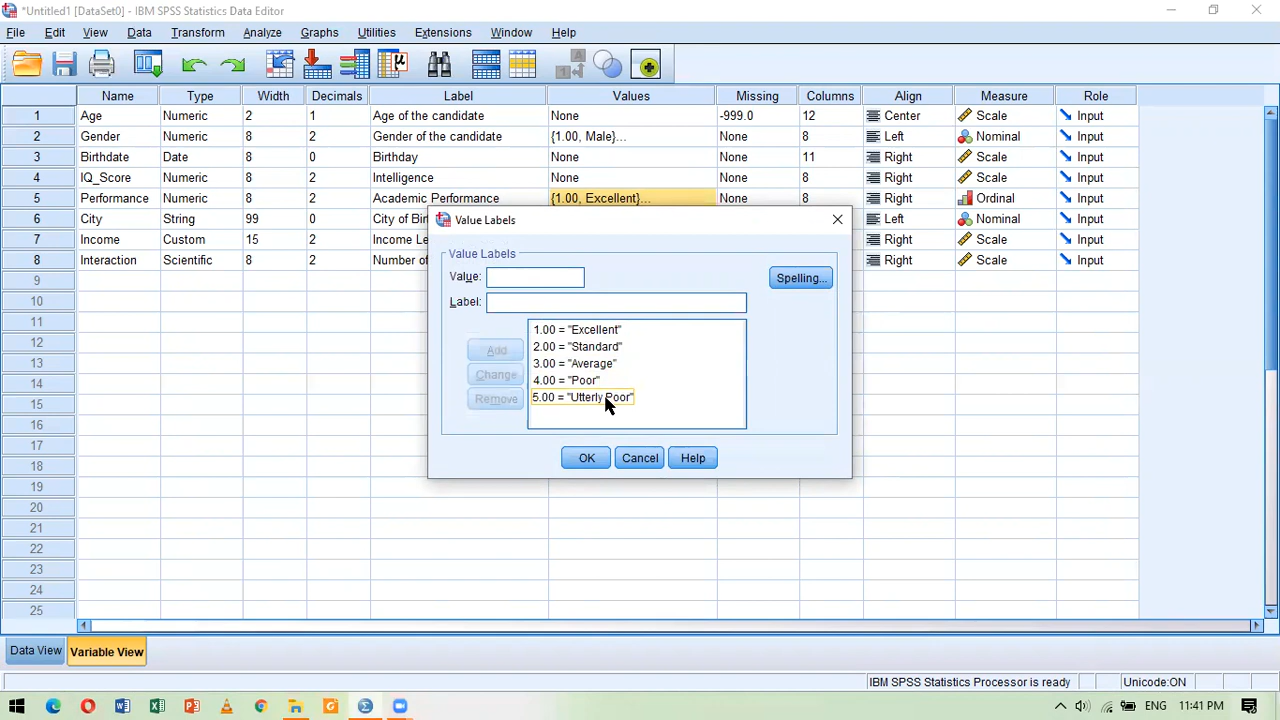 *Untitled1 [DataSet0] - IBM SPSS Statistics Data Editor
File Edit View Data Transform Analyze Graphs Utilities Extensions Window Help
Name Type Width Decimals Label Values Missing Columns Align Measure Role
1 Age Numeric 2 1 Age of the candidate None -999.0 12 Center Scale Input
2 Gender Numeric 8 2 Gender of the candidate {1.00, Male}... None 8 Left Nominal Input
3 Birthdate Date 8 0 Birthday None None 11 Right Scale Input
4 IQ_Score Numeric 8 2 Intelligence None None 8 Right Scale Input
5 Performance Numeric 8 2 Academic Performance {1.00, Excellent}... None 8 Right Ordinal Input
6 City String 99 0 City of Bir Left Nominal Input
7 Income Custom 15 2 Income Le Right Scale Input
8 Interaction Scientific 8 2 Number of Right Scale Input
9
10
11
12
13
14
15
16
17
18
19
20
21
22
23
24
25
Value Labels
Value Labels
Value:
Spelling...
Label:
1.00 = "Excellent"
2.00 = "Standard"
3.00 = "Average"
4.00 = "Poor"
5.00 = "Utterly Poor"
Add
Change
Remove
OK Cancel Help
Data View Variable View
IBM SPSS Statistics Processor is ready Unicode:ON
ENG 11:41 PM